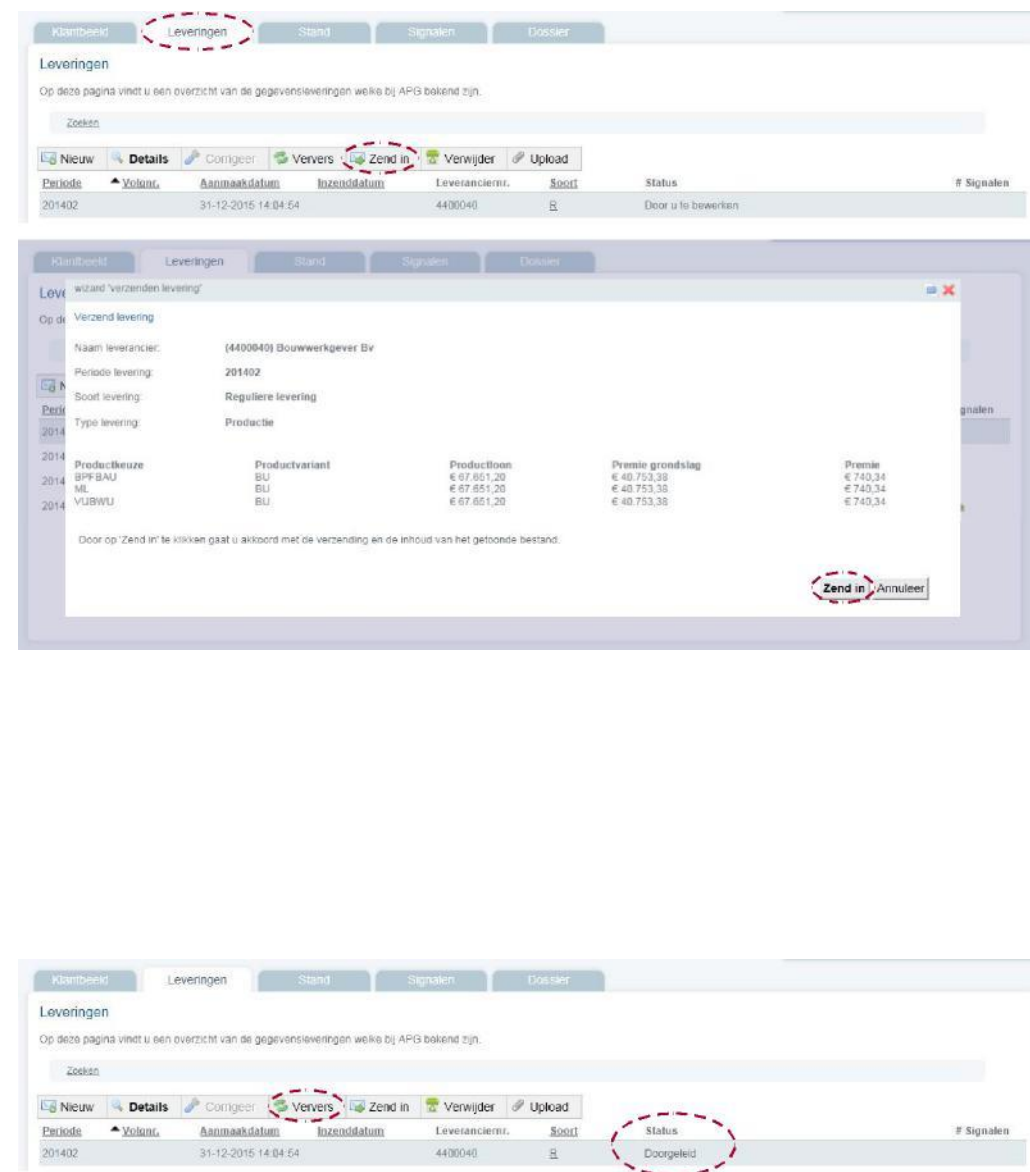 Klantbeeld Leveringen Stand Signalen Dossier
Leveringen
Op deze pagina vindt u een overzicht van de gegevensleveringen welke bij APG bekend zijn.
Zoeken
Nieuw Details Corrigeer Ververs Zend in Verwijder Upload
Periode Volgnr. Aanmaakdatum Inzenddatum Leveranciernr. Soort Status # Signalen
201402 31-12-2015 14:04:54 4400040 R Door u te bewerken
Klantbeeld Leveringen Stand Signalen Dossier
Leve wizard 'verzenden levering'
Op de Verzend levering
Naam leverancier: (4400040) Bouwwerkgever Bv
Periode levering: 201402
N Soort levering: Reguliere levering
Perio gnalen
2014 Type levering: Productie
2014 Productkeuze Productvariant Productloon Premie grondslag Premie
2014 BPFBAU BU € 67.651,20 € 40.753,38 € 740,34
ML BU € 67.651,20 € 40.753,38 € 740,34
2014 VUBWU BU € 67.651,20 € 40.753,38 € 740,34
Door op 'Zend in' te klikken gaat u akkoord met de verzending en de inhoud van het getoonde bestand.
Zend in Annuleer
Klantbeeld Leveringen Stand Signalen Dossier
Leveringen
Op deze pagina vindt u een overzicht van de gegevensleveringen welke bij APG bekend zijn.
Zoeken
Nieuw Details Corrigeer Ververs Zend in Verwijder Upload
Periode Volgnr. Aanmaakdatum Inzenddatum Leveranciernr. Soort Status # Signalen
201402 31-12-2015 14:04:54 4400040 R Doorgeleid